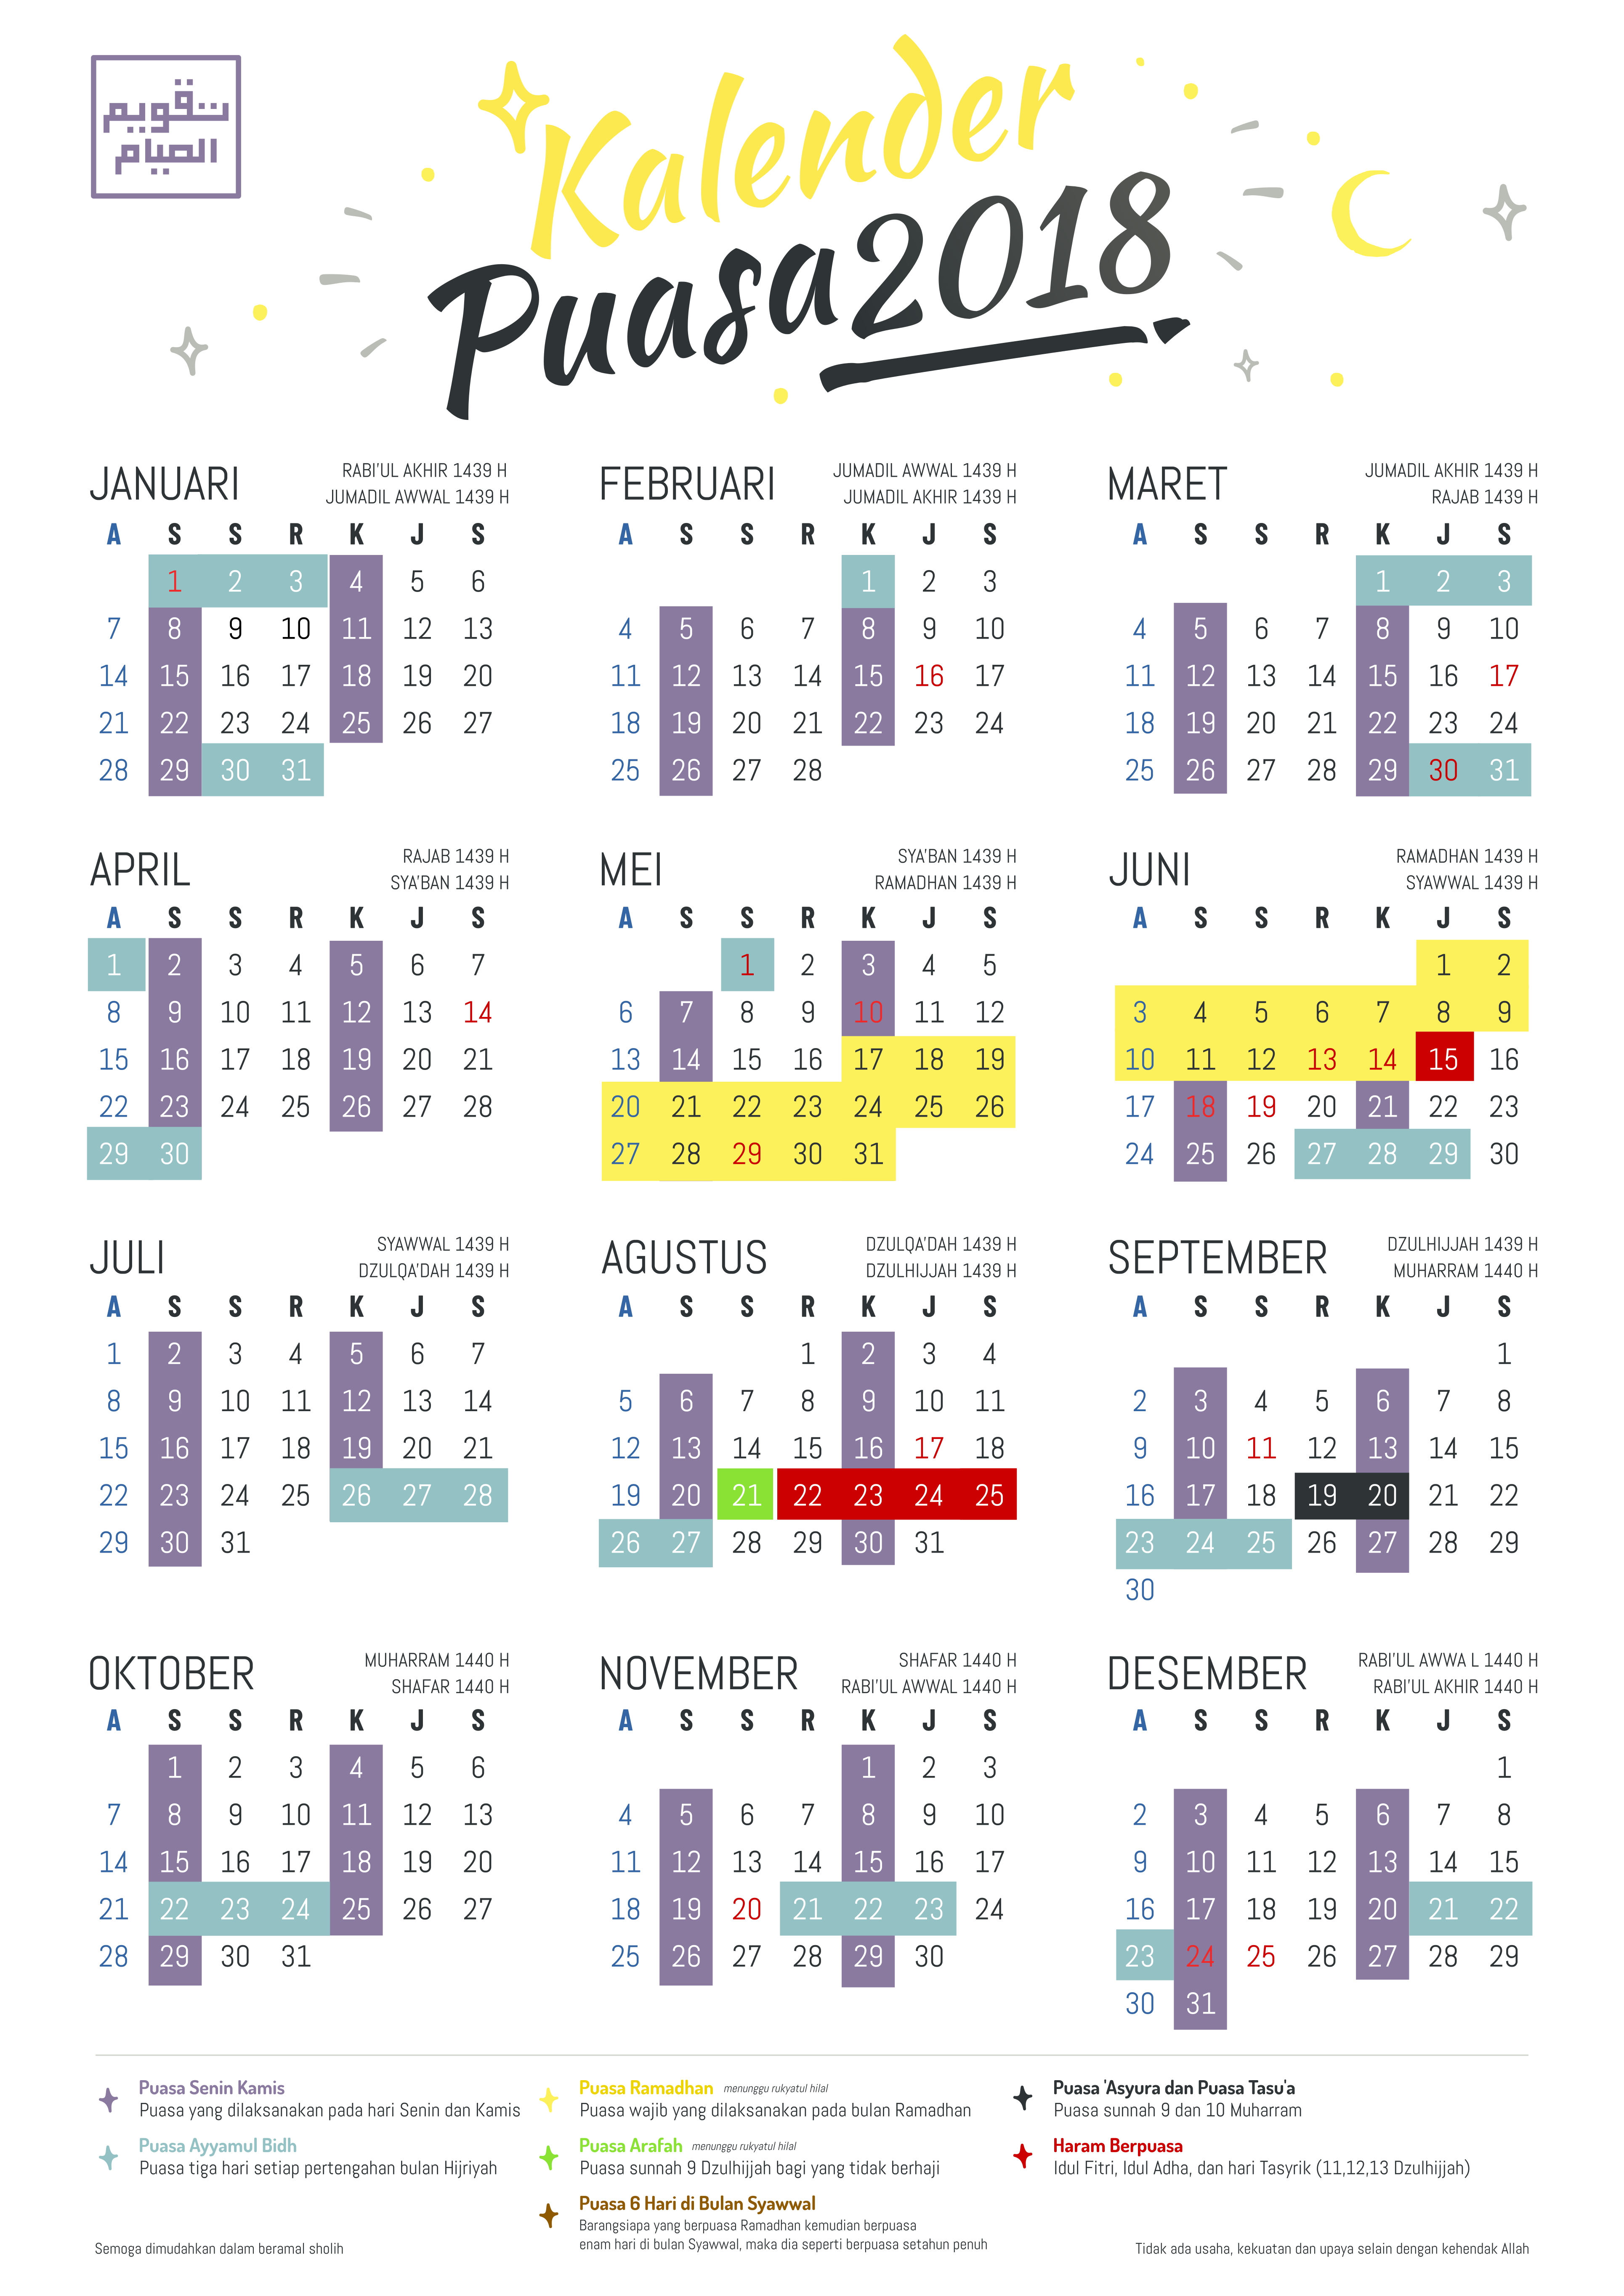 تقويم
الصيام
Kalender
Puasa 2018
JANUARI
RABI'UL AKHIR 1439 H
JUMADIL AWWAL 1439 H
A S S R K J S
1 2 3 4 5 6
7 8 9 10 11 12 13
14 15 16 17 18 19 20
21 22 23 24 25 26 27
28 29 30 31
FEBRUARI
JUMADIL AWWAL 1439 H
JUMADIL AKHIR 1439 H
A S S R K J S
1 2 3
4 5 6 7 8 9 10
11 12 13 14 15 16 17
18 19 20 21 22 23 24
25 26 27 28
MARET
JUMADIL AKHIR 1439 H
RAJAB 1439 H
A S S R K J S
1 2 3
4 5 6 7 8 9 10
11 12 13 14 15 16 17
18 19 20 21 22 23 24
25 26 27 28 29 30 31
APRIL
RAJAB 1439 H
SYA'BAN 1439 H
A S S R K J S
1 2 3 4 5 6 7
8 9 10 11 12 13 14
15 16 17 18 19 20 21
22 23 24 25 26 27 28
29 30
MEI
SYA'BAN 1439 H
RAMADHAN 1439 H
A S S R K J S
1 2 3 4 5
6 7 8 9 10 11 12
13 14 15 16 17 18 19
20 21 22 23 24 25 26
27 28 29 30 31
JUNI
RAMADHAN 1439 H
SYAWWAL 1439 H
A S S R K J S
1 2
3 4 5 6 7 8 9
10 11 12 13 14 15 16
17 18 19 20 21 22 23
24 25 26 27 28 29 30
JULI
SYAWWAL 1439 H
DZULQA'DAH 1439 H
A S S R K J S
1 2 3 4 5 6 7
8 9 10 11 12 13 14
15 16 17 18 19 20 21
22 23 24 25 26 27 28
29 30 31
AGUSTUS
DZULQA'DAH 1439 H
DZULHIJJAH 1439 H
A S S R K J S
1 2 3 4
5 6 7 8 9 10 11
12 13 14 15 16 17 18
19 20 21 22 23 24 25
26 27 28 29 30 31
SEPTEMBER
DZULHIJJAH 1439 H
MUHARRAM 1440 H
A S S R K J S
1
2 3 4 5 6 7 8
9 10 11 12 13 14 15
16 17 18 19 20 21 22
23 24 25 26 27 28 29
30
OKTOBER
MUHARRAM 1440 H
SHAFAR 1440 H
A S S R K J S
1 2 3 4 5 6
7 8 9 10 11 12 13
14 15 16 17 18 19 20
21 22 23 24 25 26 27
28 29 30 31
NOVEMBER
SHAFAR 1440 H
RABI'UL AWWAL 1440 H
A S S R K J S
1 2 3
4 5 6 7 8 9 10
11 12 13 14 15 16 17
18 19 20 21 22 23 24
25 26 27 28 29 30
DESEMBER
RABI'UL AWWA L 1440 H
RABI'UL AKHIR 1440 H
A S S R K J S
1
2 3 4 5 6 7 8
9 10 11 12 13 14 15
16 17 18 19 20 21 22
23 24 25 26 27 28 29
30 31
Puasa Senin Kamis
Puasa yang dilaksanakan pada hari Senin dan Kamis
Puasa Ayyamul Bidh
Puasa tiga hari setiap pertengahan bulan Hijriyah
Puasa Ramadhan menunggu rukyatul hilal
Puasa wajib yang dilaksanakan pada bulan Ramadhan
Puasa Arafah menunggu rukyatul hilal
Puasa sunnah 9 Dzulhijjah bagi yang tidak berhaji
Puasa 6 Hari di Bulan Syawwal
Barangsiapa yang berpuasa Ramadhan kemudian berpuasa
enam hari di bulan Syawwal, maka dia seperti berpuasa setahun penuh
Puasa 'Asyura dan Puasa Tasu'a
Puasa sunnah 9 dan 10 Muharram
Haram Berpuasa
Idul Fitri, Idul Adha, dan hari Tasyrik (11,12,13 Dzulhijjah)
Semoga dimudahkan dalam beramal sholih
Tidak ada usaha, kekuatan dan upaya selain dengan kehendak Allah